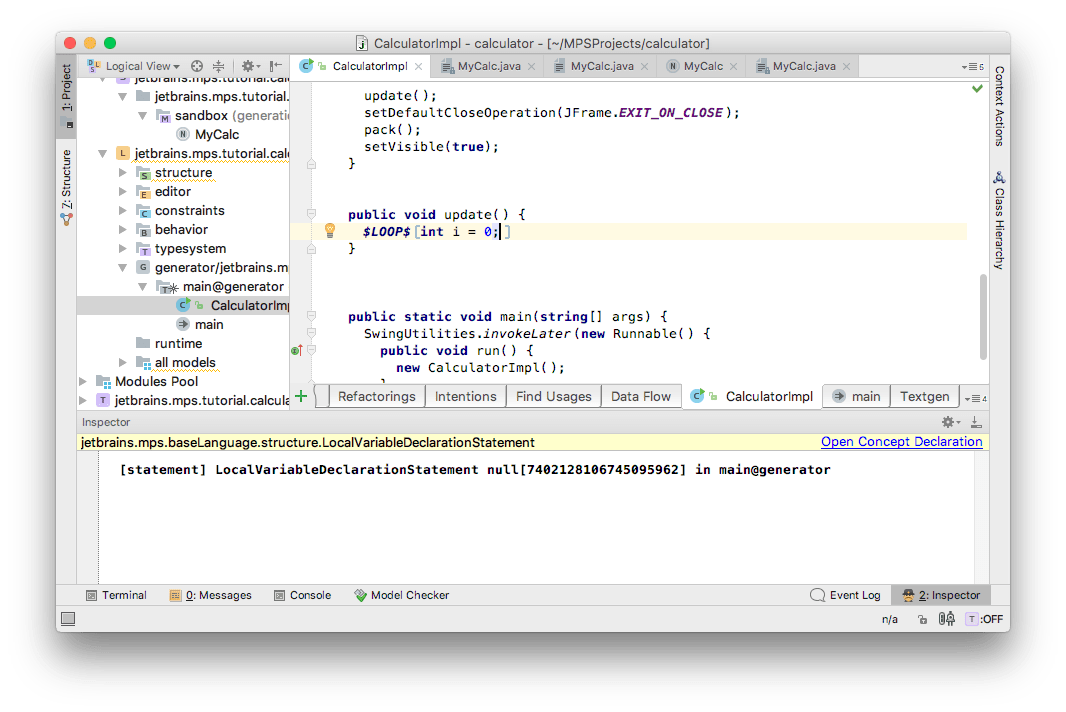 CalculatorImpl - calculator - [~/MPSProjects/calculator]
1: Project
Z: Structure
Logical View
jetbrains.mps.tutorial.calc
jetbrains.mps.tutorial.
sandbox (generatio
MyCalc
jetbrains.mps.tutorial.calc
structure
editor
constraints
behavior
typesystem
generator/jetbrains.m
main@generator
CalculatorImp
main
runtime
all models
Modules Pool
jetbrains.mps.tutorial.calcula
CalculatorImpl
MyCalc.java
MyCalc.java
MyCalc
MyCalc.java
5
update();
setDefaultCloseOperation(JFrame.EXIT_ON_CLOSE);
pack();
setVisible(true);
}
public void update() {
$LOOP$[int i = 0; ]
}
public static void main(string[] args) {
SwingUtilities.invokeLater(new Runnable() {
public void run() {
new CalculatorImpl();
}
Refactorings
Intentions
Find Usages
Data Flow
CalculatorImpl
main
Textgen
4
Context Actions
Class Hierarchy
Inspector
jetbrains.mps.baseLanguage.structure.LocalVariableDeclarationStatement
Open Concept Declaration
[statement] LocalVariableDeclarationStatement null[7402128106745095962] in main@generator
Terminal
0: Messages
Console
Model Checker
Event Log
2: Inspector
n/a
T :OFF